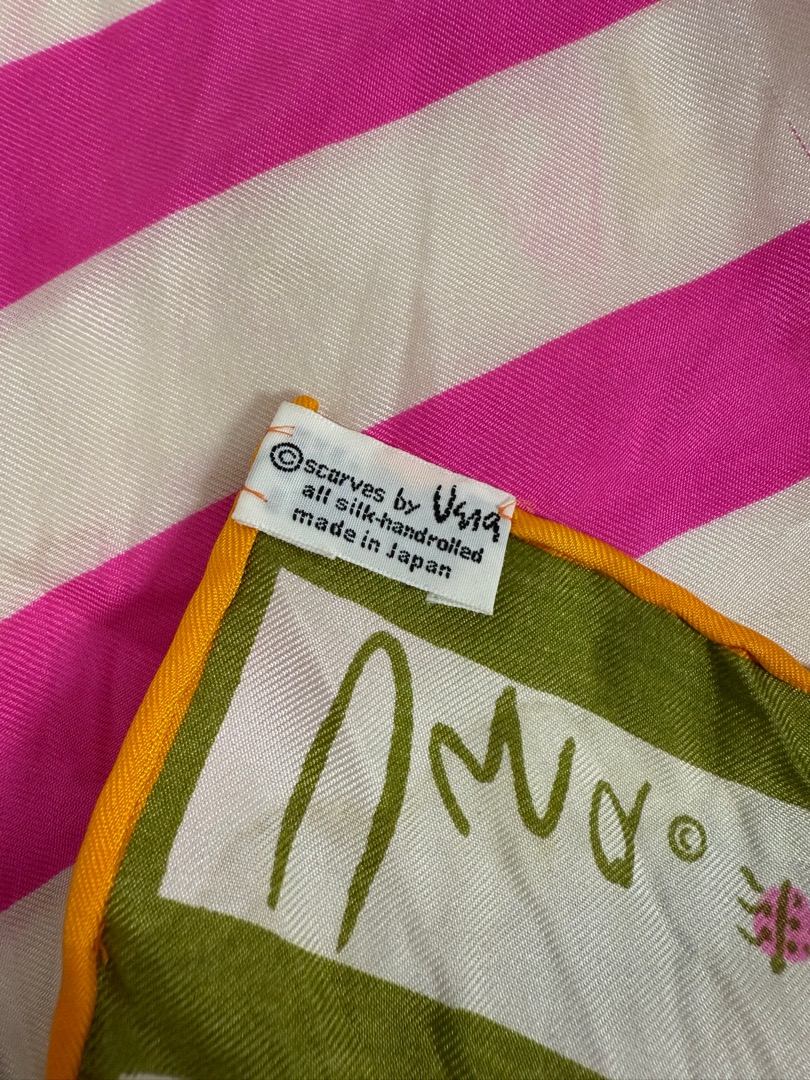 ©scarves by Vera
all silk-handrolled
made in Japan
Vera ©